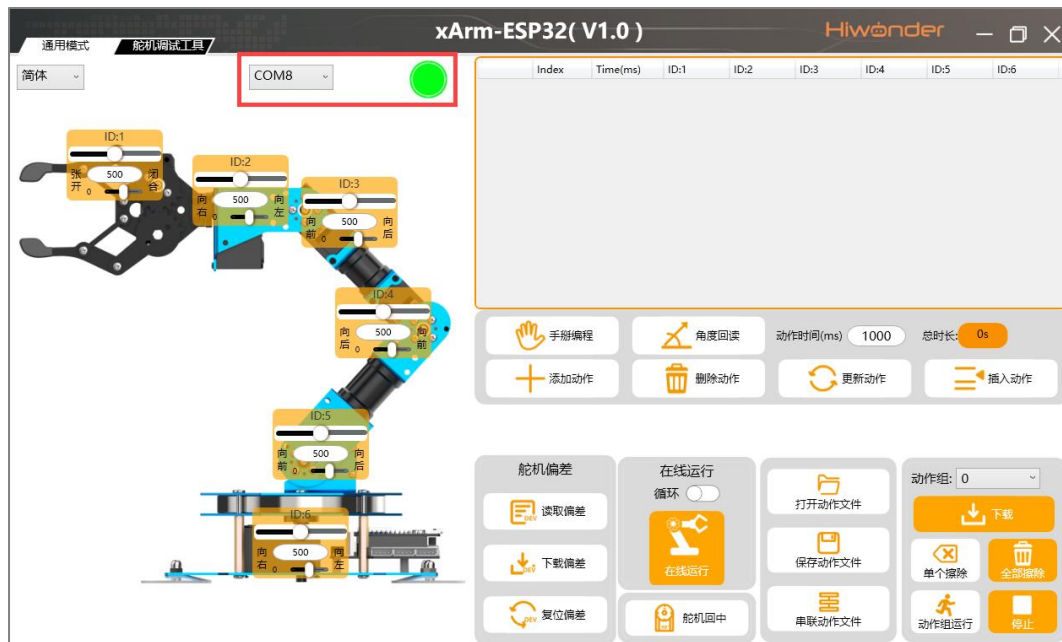 xArm-ESP32( V1.0 )
Hiwonder
通用模式
舵机调试工具
简体
COM8
Index Time(ms) ID:1 ID:2 ID:3 ID:4 ID:5 ID:6
ID:1
张开 500 闭合
0
ID:2
向右 500 向左
0
ID:3
向前 500 向后
0
ID:4
向后 500 向前
0
ID:5
向前 500 向后
0
ID:6
向右 500 向左
0
手掰编程
角度回读
动作时间(ms) 1000
总时长: 0s
添加动作
删除动作
更新动作
插入动作
舵机偏差
DEV 读取偏差
DEV 下载偏差
DEV 复位偏差
在线运行
循环
在线运行
舵机回中
打开动作文件
保存动作文件
串联动作文件
动作组: 0
下载
单个擦除
全部擦除
动作组运行
停止